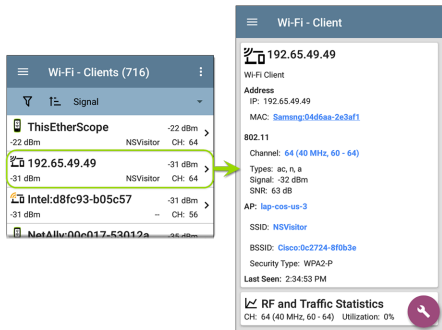 Wi-Fi - Clients (716)
Signal
ThisEtherScope
-22 dBm
-22 dBm NSVisitor CH: 64
192.65.49.49
-31 dBm
-31 dBm NSVisitor CH: 64
Intel:d8fc93-b05c57
-31 dBm
-31 dBm -- CH: 56
NetAlly:00c017-53012a
-35 dBm
Wi-Fi - Client
192.65.49.49
Wi-Fi Client
Address
IP: 192.65.49.49
MAC: Samsng:04d6aa-2e3af1
802.11
Channel: 64 (40 MHz, 60 - 64)
Types: ac, n, a
Signal: -32 dBm
SNR: 63 dB
AP: lap-cos-us-3
SSID: NSVisitor
BSSID: Cisco:0c2724-8f0b3e
Security Type: WPA2-P
Last Seen: 2:34:53 PM
RF and Traffic Statistics
CH: 64 (40 MHz, 60 - 64) Utilization: 0%